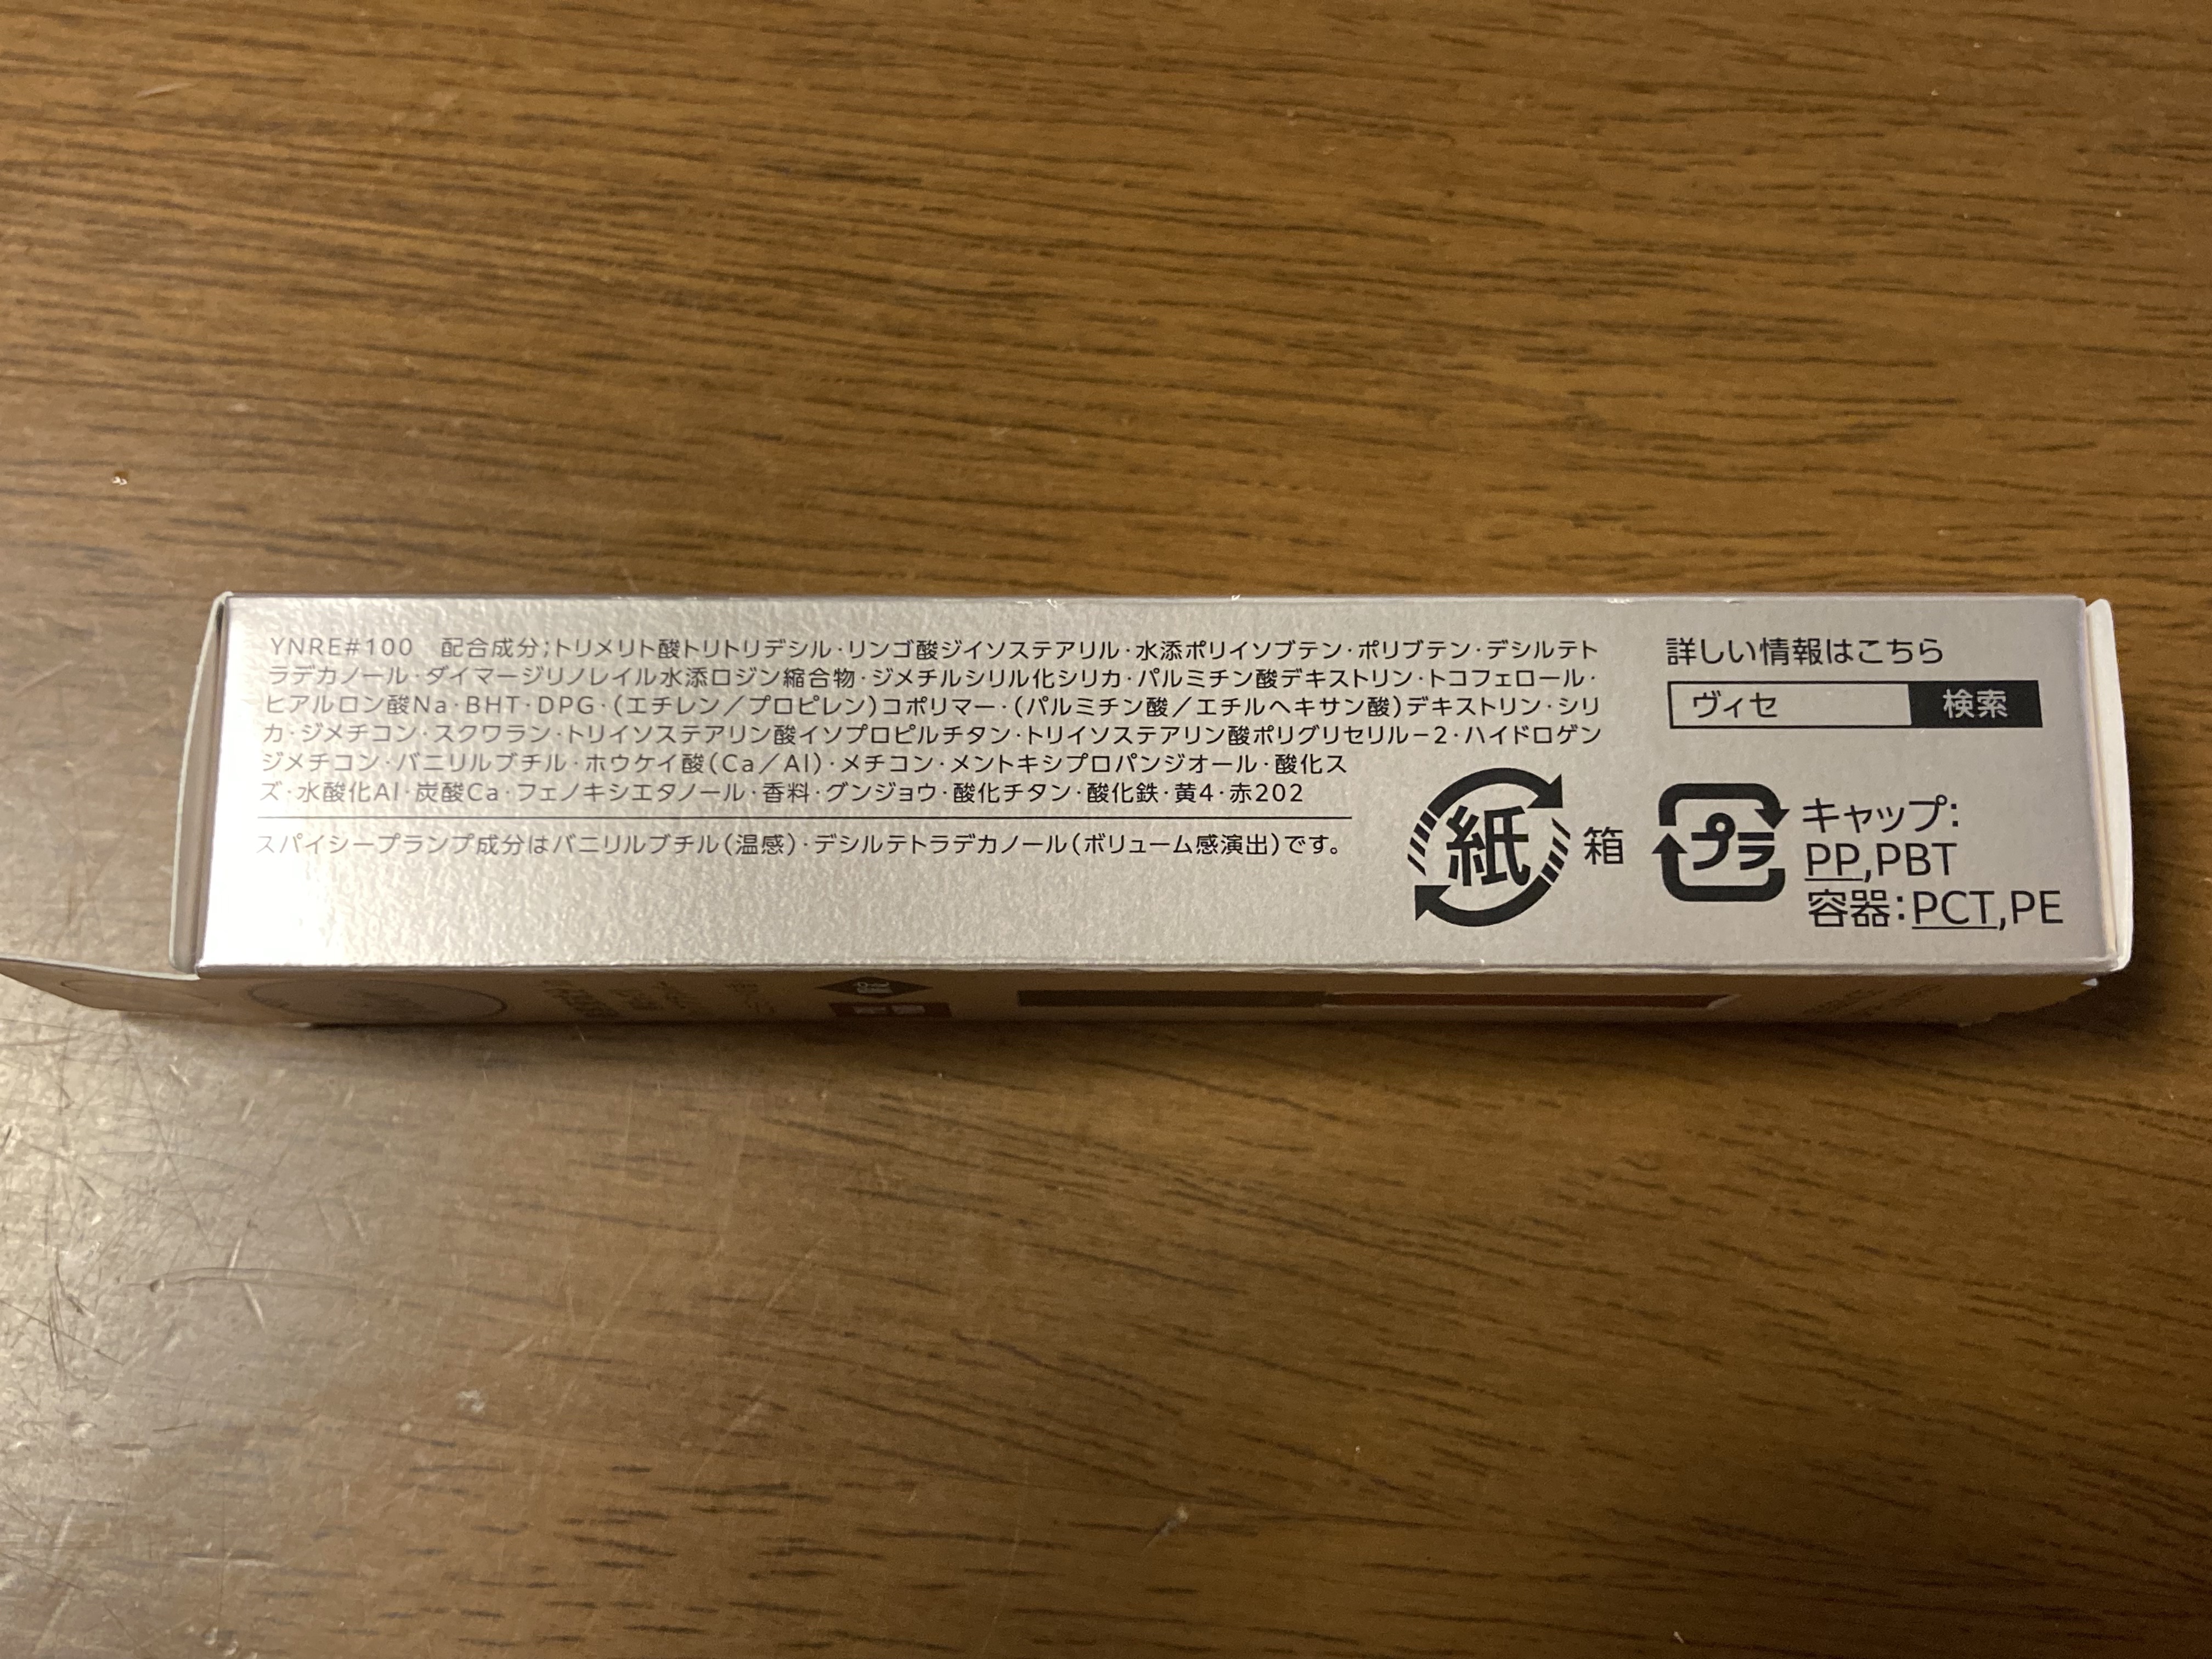 YNRE#100　配合成分；トリメリト酸トリトリデシル・リンゴ酸ジイソステアリル・水添ポリイソブテン・ポリブテン・デシルテト
ラデカノール・ダイマージリノレイル水添ロジン縮合物・ジメチルシリル化シリカ・パルミチン酸デキストリン・トコフェロール・
ヒアルロン酸Na・BHT・DPG・（エチレン／プロピレン）コポリマー・（パルミチン酸／エチルヘキサン酸）デキストリン・シリ
カ・ジメチコン・スクワラン・トリイソステアリン酸イソプロピルチタン・トリイソステアリン酸ポリグリセリル－2・ハイドロゲン
ジメチコン・バニリルブチル・ホウケイ酸（Ca／Al）・メチコン・メントキシプロパンジオール・酸化ス
ズ・水酸化Al・炭酸Ca・フェノキシエタノール・香料・グンジョウ・酸化チタン・酸化鉄・黄4・赤202
スパイシープランプ成分はバニリルブチル（温感）・デシルテトラデカノール（ボリューム感演出）です。
詳しい情報はこちら
ヴィセ 検索
紙 箱
プラ
キャップ：
PP,PBT
容器：PCT,PE